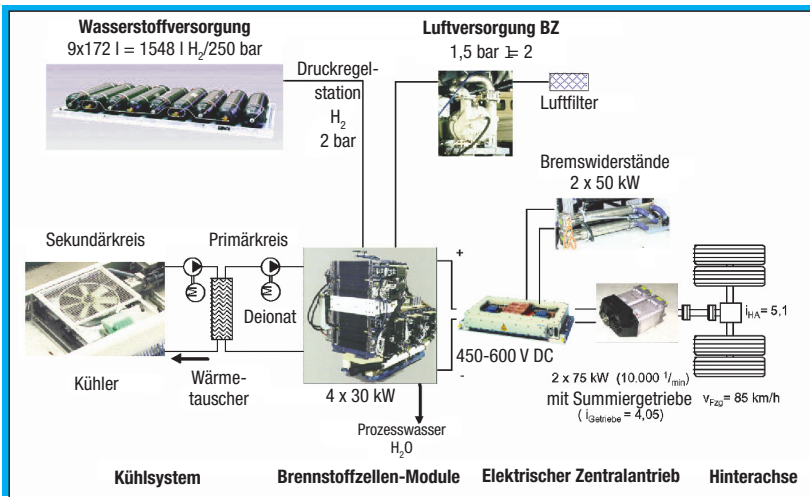 Wasserstoffversorgung
9x172 l = 1548 l H₂/250 bar
Druckregel-
station
H₂
2 bar
Luftversorgung BZ
1,5 bar
= 2
Luftfilter
Bremswiderstände
2 x 50 kW
Sekundärkreis
Primärkreis
Deionat
Kühler
Wärme-
tauscher
4 x 30 kW
+
-
450-600 V DC
Prozesswasser
H₂O
2 x 75 kW (10.000 ¹/min)
mit Summiergetriebe
( iGetriebe = 4,05)
iHA= 5,1
vFzg= 85 km/h
Kühlsystem
Brennstoffzellen-Module
Elektrischer Zentralantrieb
Hinterachse